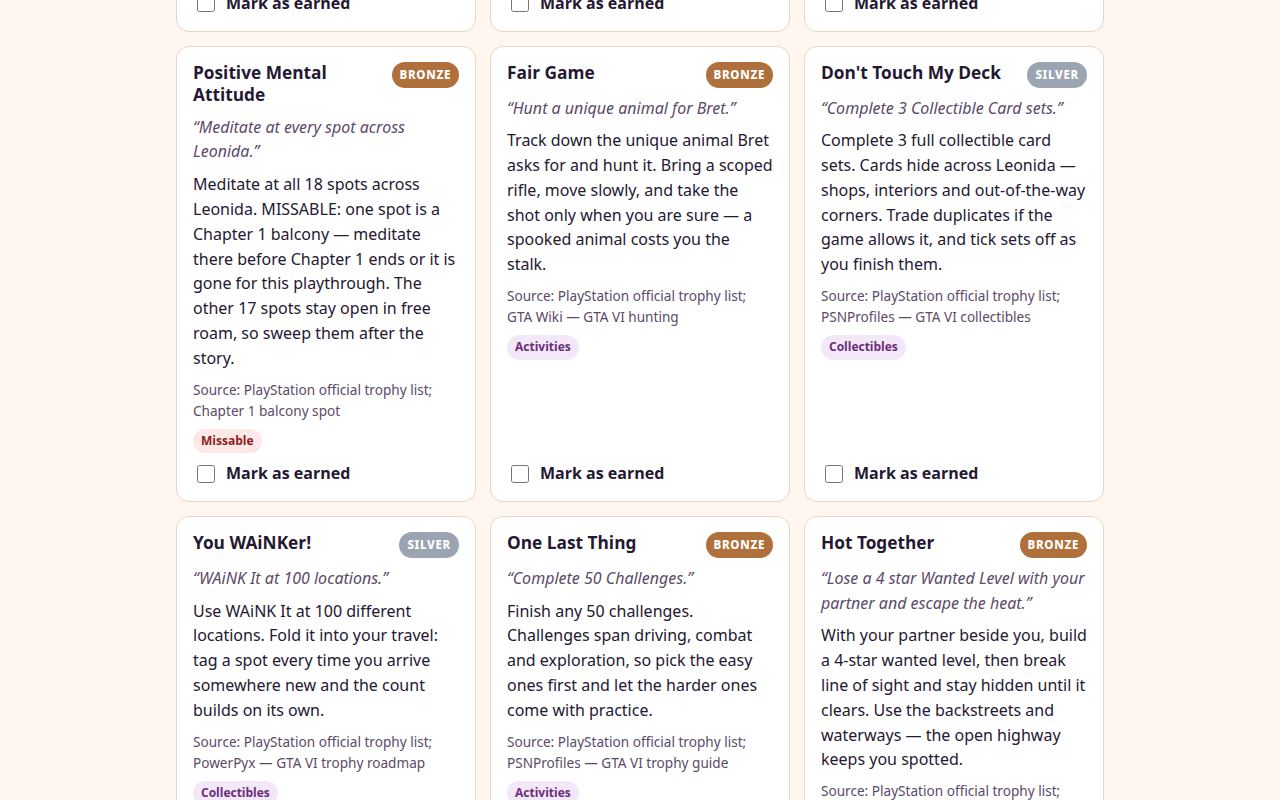 Mark as earned
Mark as earned
Mark as earned
Positive Mental
Attitude
BRONZE
“Meditate at every spot across
Leonida.”
Meditate at all 18 spots across
Leonida. MISSABLE: one spot is a
Chapter 1 balcony — meditate
there before Chapter 1 ends or it is
gone for this playthrough. The
other 17 spots stay open in free
roam, so sweep them after the
story.
Source: PlayStation official trophy list;
Chapter 1 balcony spot
Missable
Mark as earned
Fair Game
BRONZE
“Hunt a unique animal for Bret.”
Track down the unique animal Bret
asks for and hunt it. Bring a scoped
rifle, move slowly, and take the
shot only when you are sure — a
spooked animal costs you the
stalk.
Source: PlayStation official trophy list;
GTA Wiki — GTA VI hunting
Activities
Mark as earned
Don't Touch My Deck
SILVER
“Complete 3 Collectible Card sets.”
Complete 3 full collectible card
sets. Cards hide across Leonida —
shops, interiors and out-of-the-way
corners. Trade duplicates if the
game allows it, and tick sets off as
you finish them.
Source: PlayStation official trophy list;
PSNProfiles — GTA VI collectibles
Collectibles
Mark as earned
You WAiNKer!
SILVER
“WAiNK It at 100 locations.”
Use WAiNK It at 100 different
locations. Fold it into your travel:
tag a spot every time you arrive
somewhere new and the count
builds on its own.
Source: PlayStation official trophy list;
PowerPyx — GTA VI trophy roadmap
Collectibles
One Last Thing
BRONZE
“Complete 50 Challenges.”
Finish any 50 challenges.
Challenges span driving, combat
and exploration, so pick the easy
ones first and let the harder ones
come with practice.
Source: PlayStation official trophy list;
PSNProfiles — GTA VI trophy guide
Activities
Hot Together
BRONZE
“Lose a 4 star Wanted Level with your
partner and escape the heat.”
With your partner beside you, build
a 4-star wanted level, then break
line of sight and stay hidden until it
clears. Use the backstreets and
waterways — the open highway
keeps you spotted.
Source: PlayStation official trophy list;